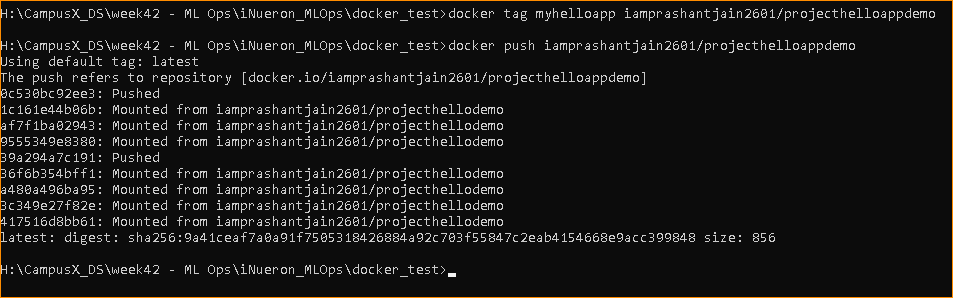 H:\CampusX_DS\week42 - ML Ops\iNueron_MLOps\docker_test>docker tag myhelloapp iamprashantjain2601/projecthelloappdemo
H:\CampusX_DS\week42 - ML Ops\iNueron_MLOps\docker_test>docker push iamprashantjain2601/projecthelloappdemo
Using default tag: latest
The push refers to repository [docker.io/iamprashantjain2601/projecthelloappdemo]
0c530bc92ee3: Pushed
1c161e44b06b: Mounted from iamprashantjain2601/projecthellodemo
af7f1ba02943: Mounted from iamprashantjain2601/projecthellodemo
9555349e8380: Mounted from iamprashantjain2601/projecthellodemo
39a294a7c191: Pushed
36f6b354bff1: Mounted from iamprashantjain2601/projecthellodemo
a480a496ba95: Mounted from iamprashantjain2601/projecthellodemo
3c349e27f82e: Mounted from iamprashantjain2601/projecthellodemo
417516d8bb61: Mounted from iamprashantjain2601/projecthellodemo
latest: digest: sha256:9a41ceaf7a0a91f7505318426884a92c703f55847c2eab4154668e9acc399848 size: 856
H:\CampusX_DS\week42 - ML Ops\iNueron_MLOps\docker_test>